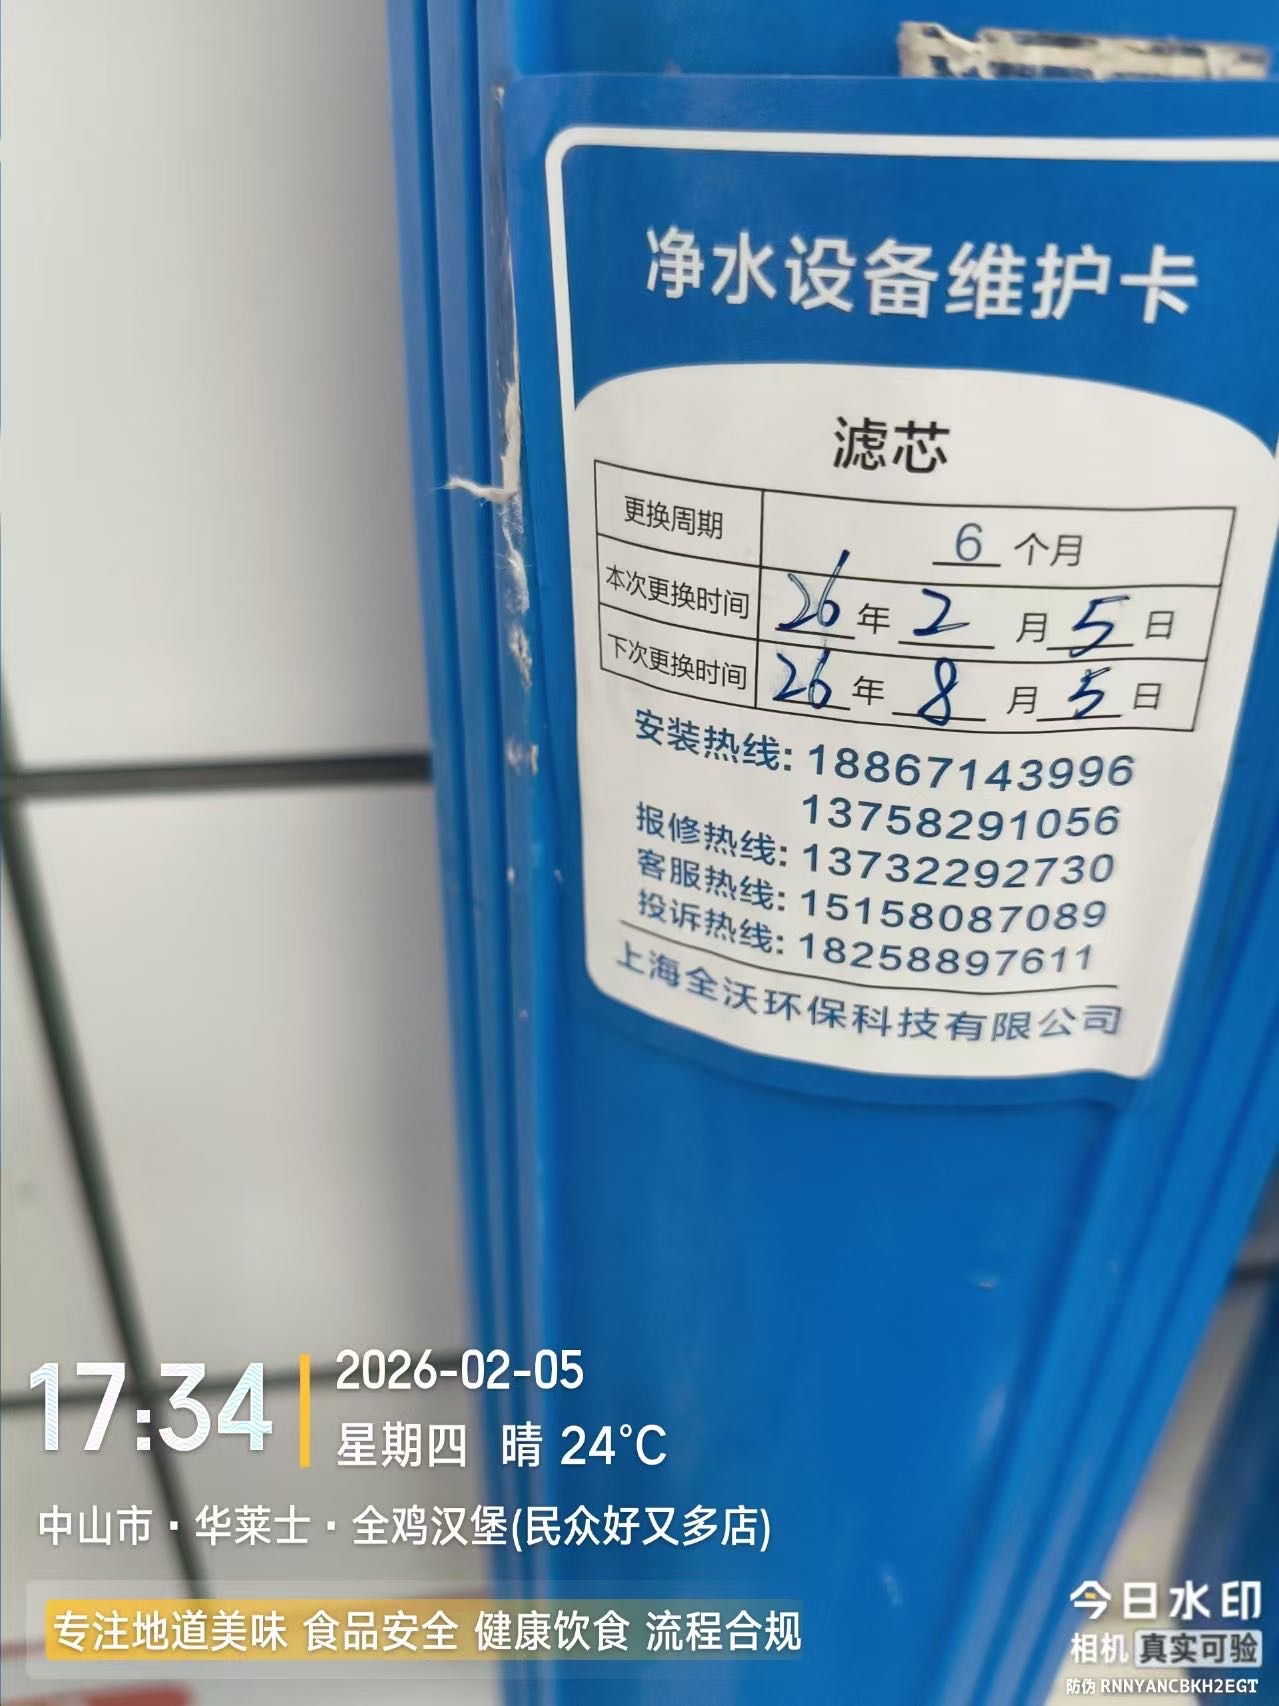 净水设备维护卡
滤芯
更换周期 6 个月
本次更换时间 26年2月5日
下次更换时间 26年8月5日
安装热线: 18867143996
13758291056
报修热线: 13732292730
客服热线: 15158087089
投诉热线: 18258897611
上海全沃环保科技有限公司
17:34
2026-02-05
星期四 晴 24°C
中山市·华莱士·全鸡汉堡(民众好又多店)
专注地道美味 食品安全 健康饮食 流程合规
今日水印
相机 真实可验
防伪 RNNYANCBKH2EGT